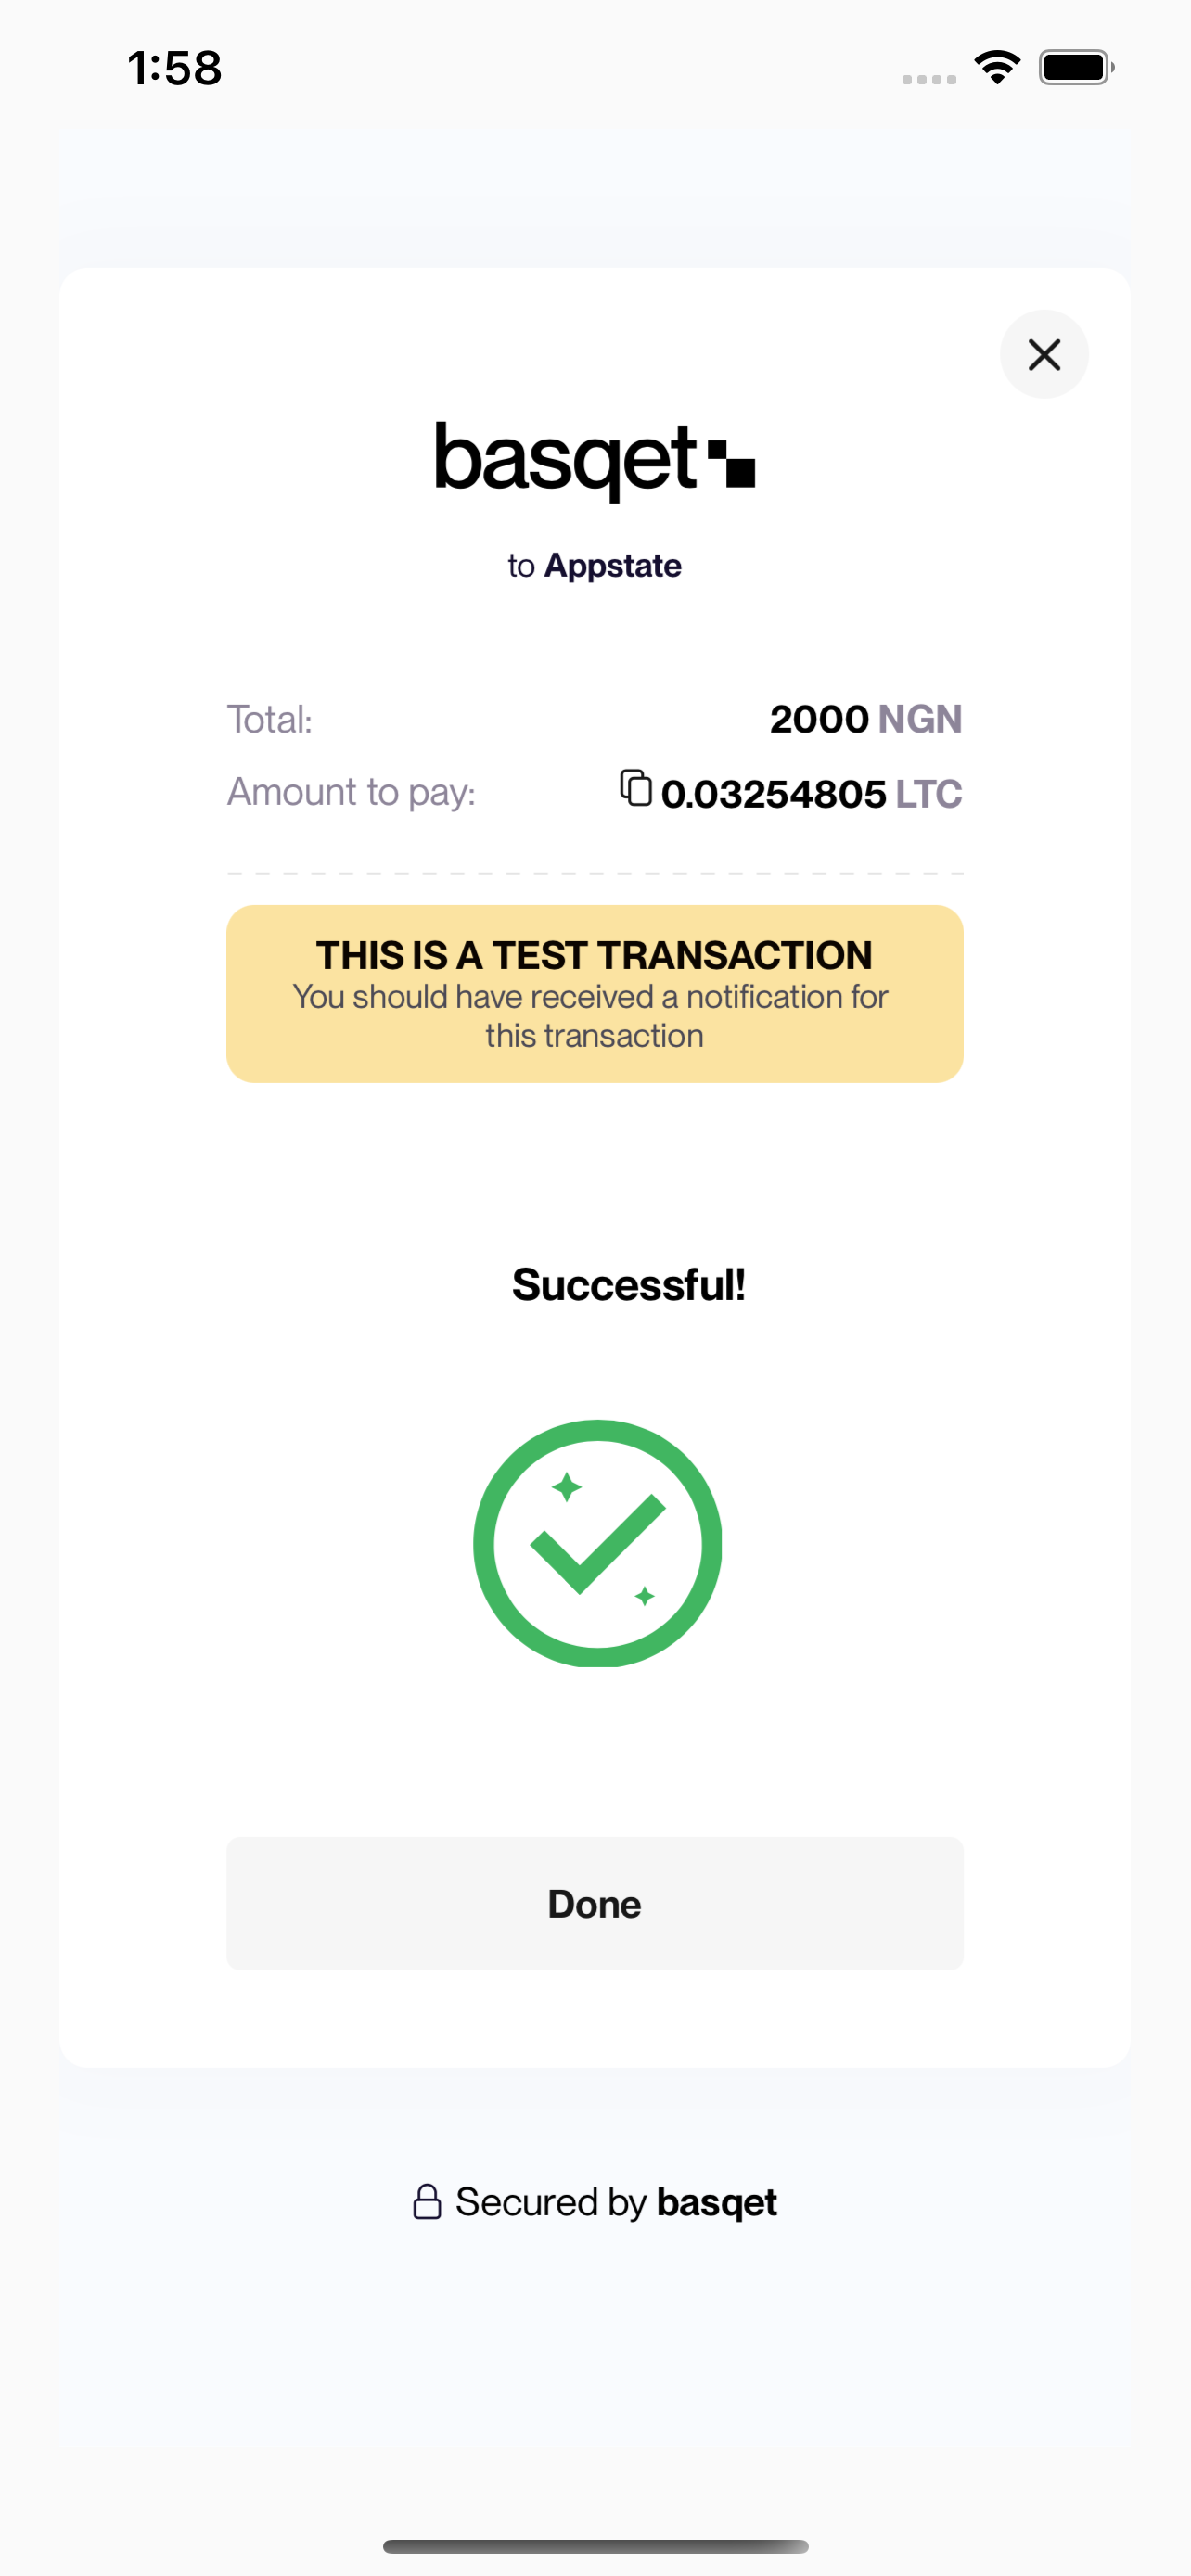 1:58
basqet
to Appstate
Total: 2000 NGN
Amount to pay: 0.03254805 LTC
THIS IS A TEST TRANSACTION
You should have received a notification for
this transaction
Successful!
Done
Secured by basqet